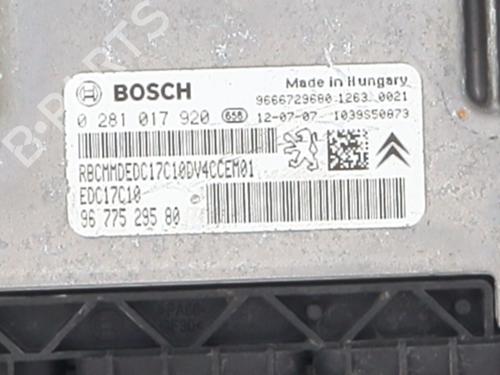 BOSCH
Made in Hungary
0 281 017 920 658
9666729680 1263 0021
12-07-07 1039S50873
RBCMMDEDC17C10DV4CCEM01
EDC17C10
96 775 295 80